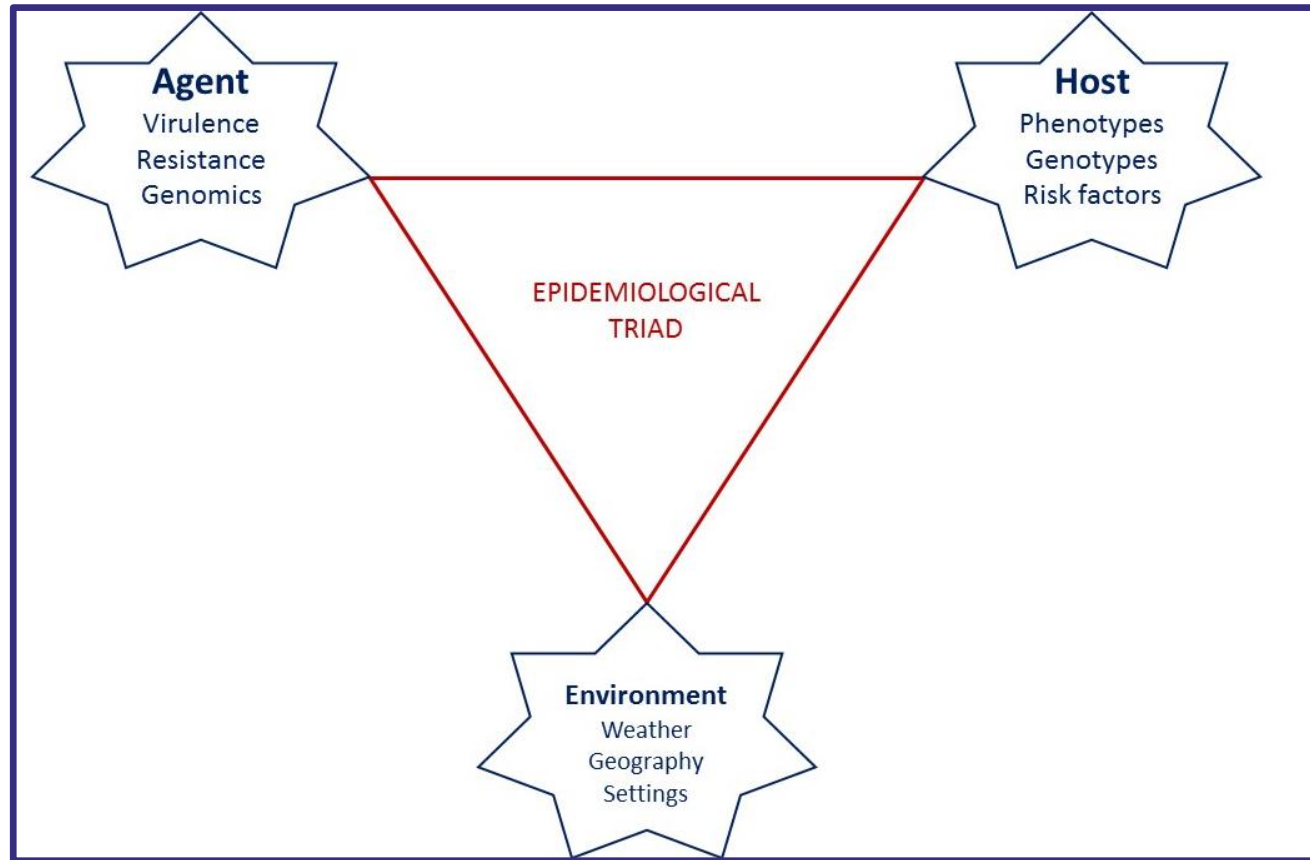 Agent
Virulence
Resistance
Genomics
Host
Phenotypes
Genotypes
Risk factors
EPIDEMIOLOGICAL
TRIAD
Environment
Weather
Geography
Settings